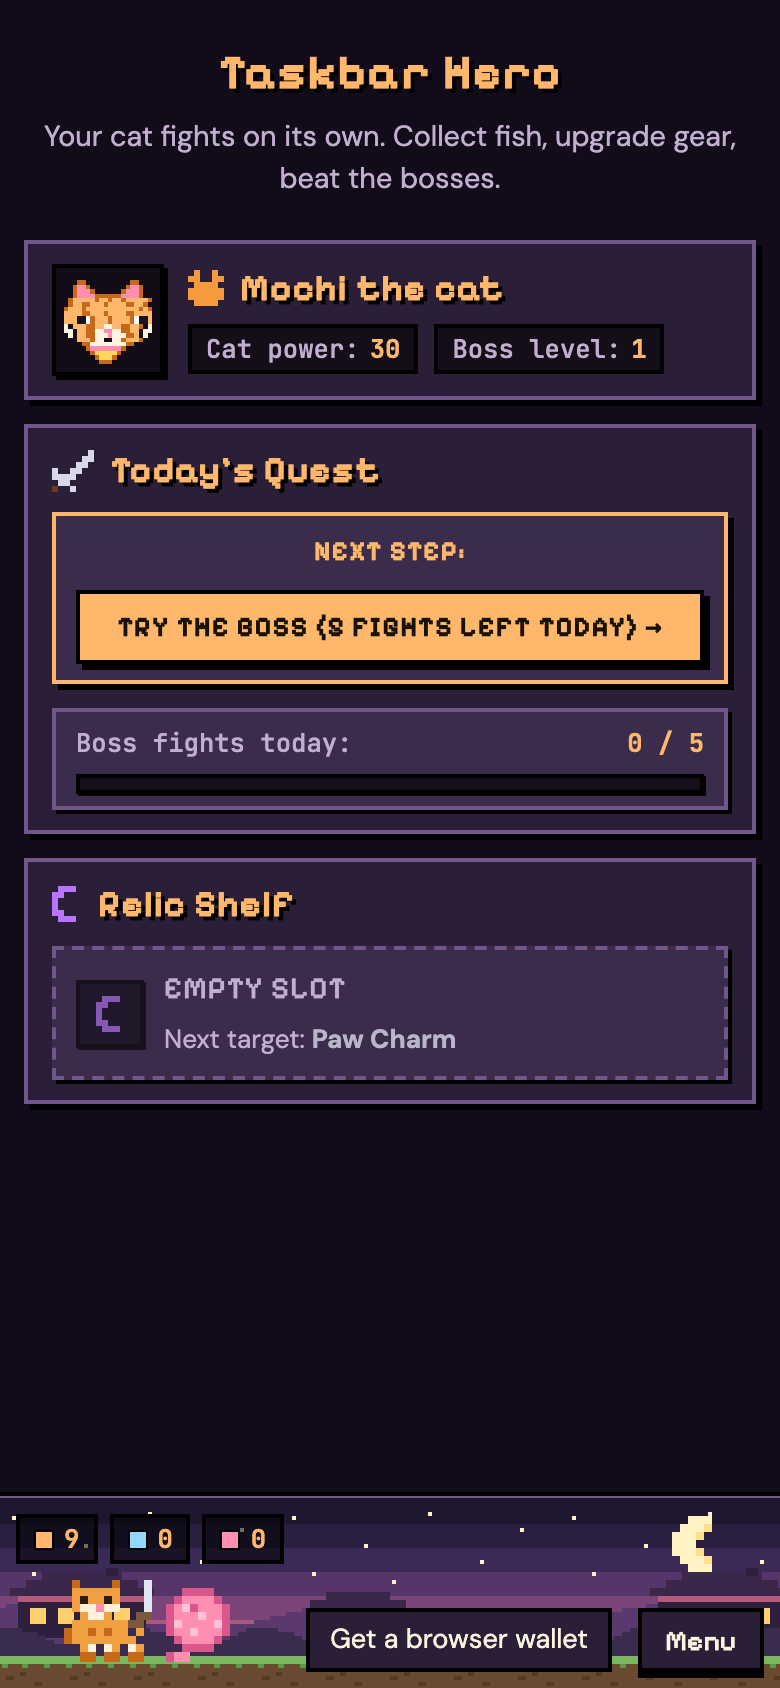 Taskbar Hero
Your cat fights on its own. Collect fish, upgrade gear,
beat the bosses.
Mochi the cat
Cat power: 30
Boss level: 1
Today's Quest
NEXT STEP:
TRY THE BOSS (5 FIGHTS LEFT TODAY) →
Boss fights today: 0 / 5
Relic Shelf
EMPTY SLOT
Next target: Paw Charm
9 0 0
Get a browser wallet
Menu